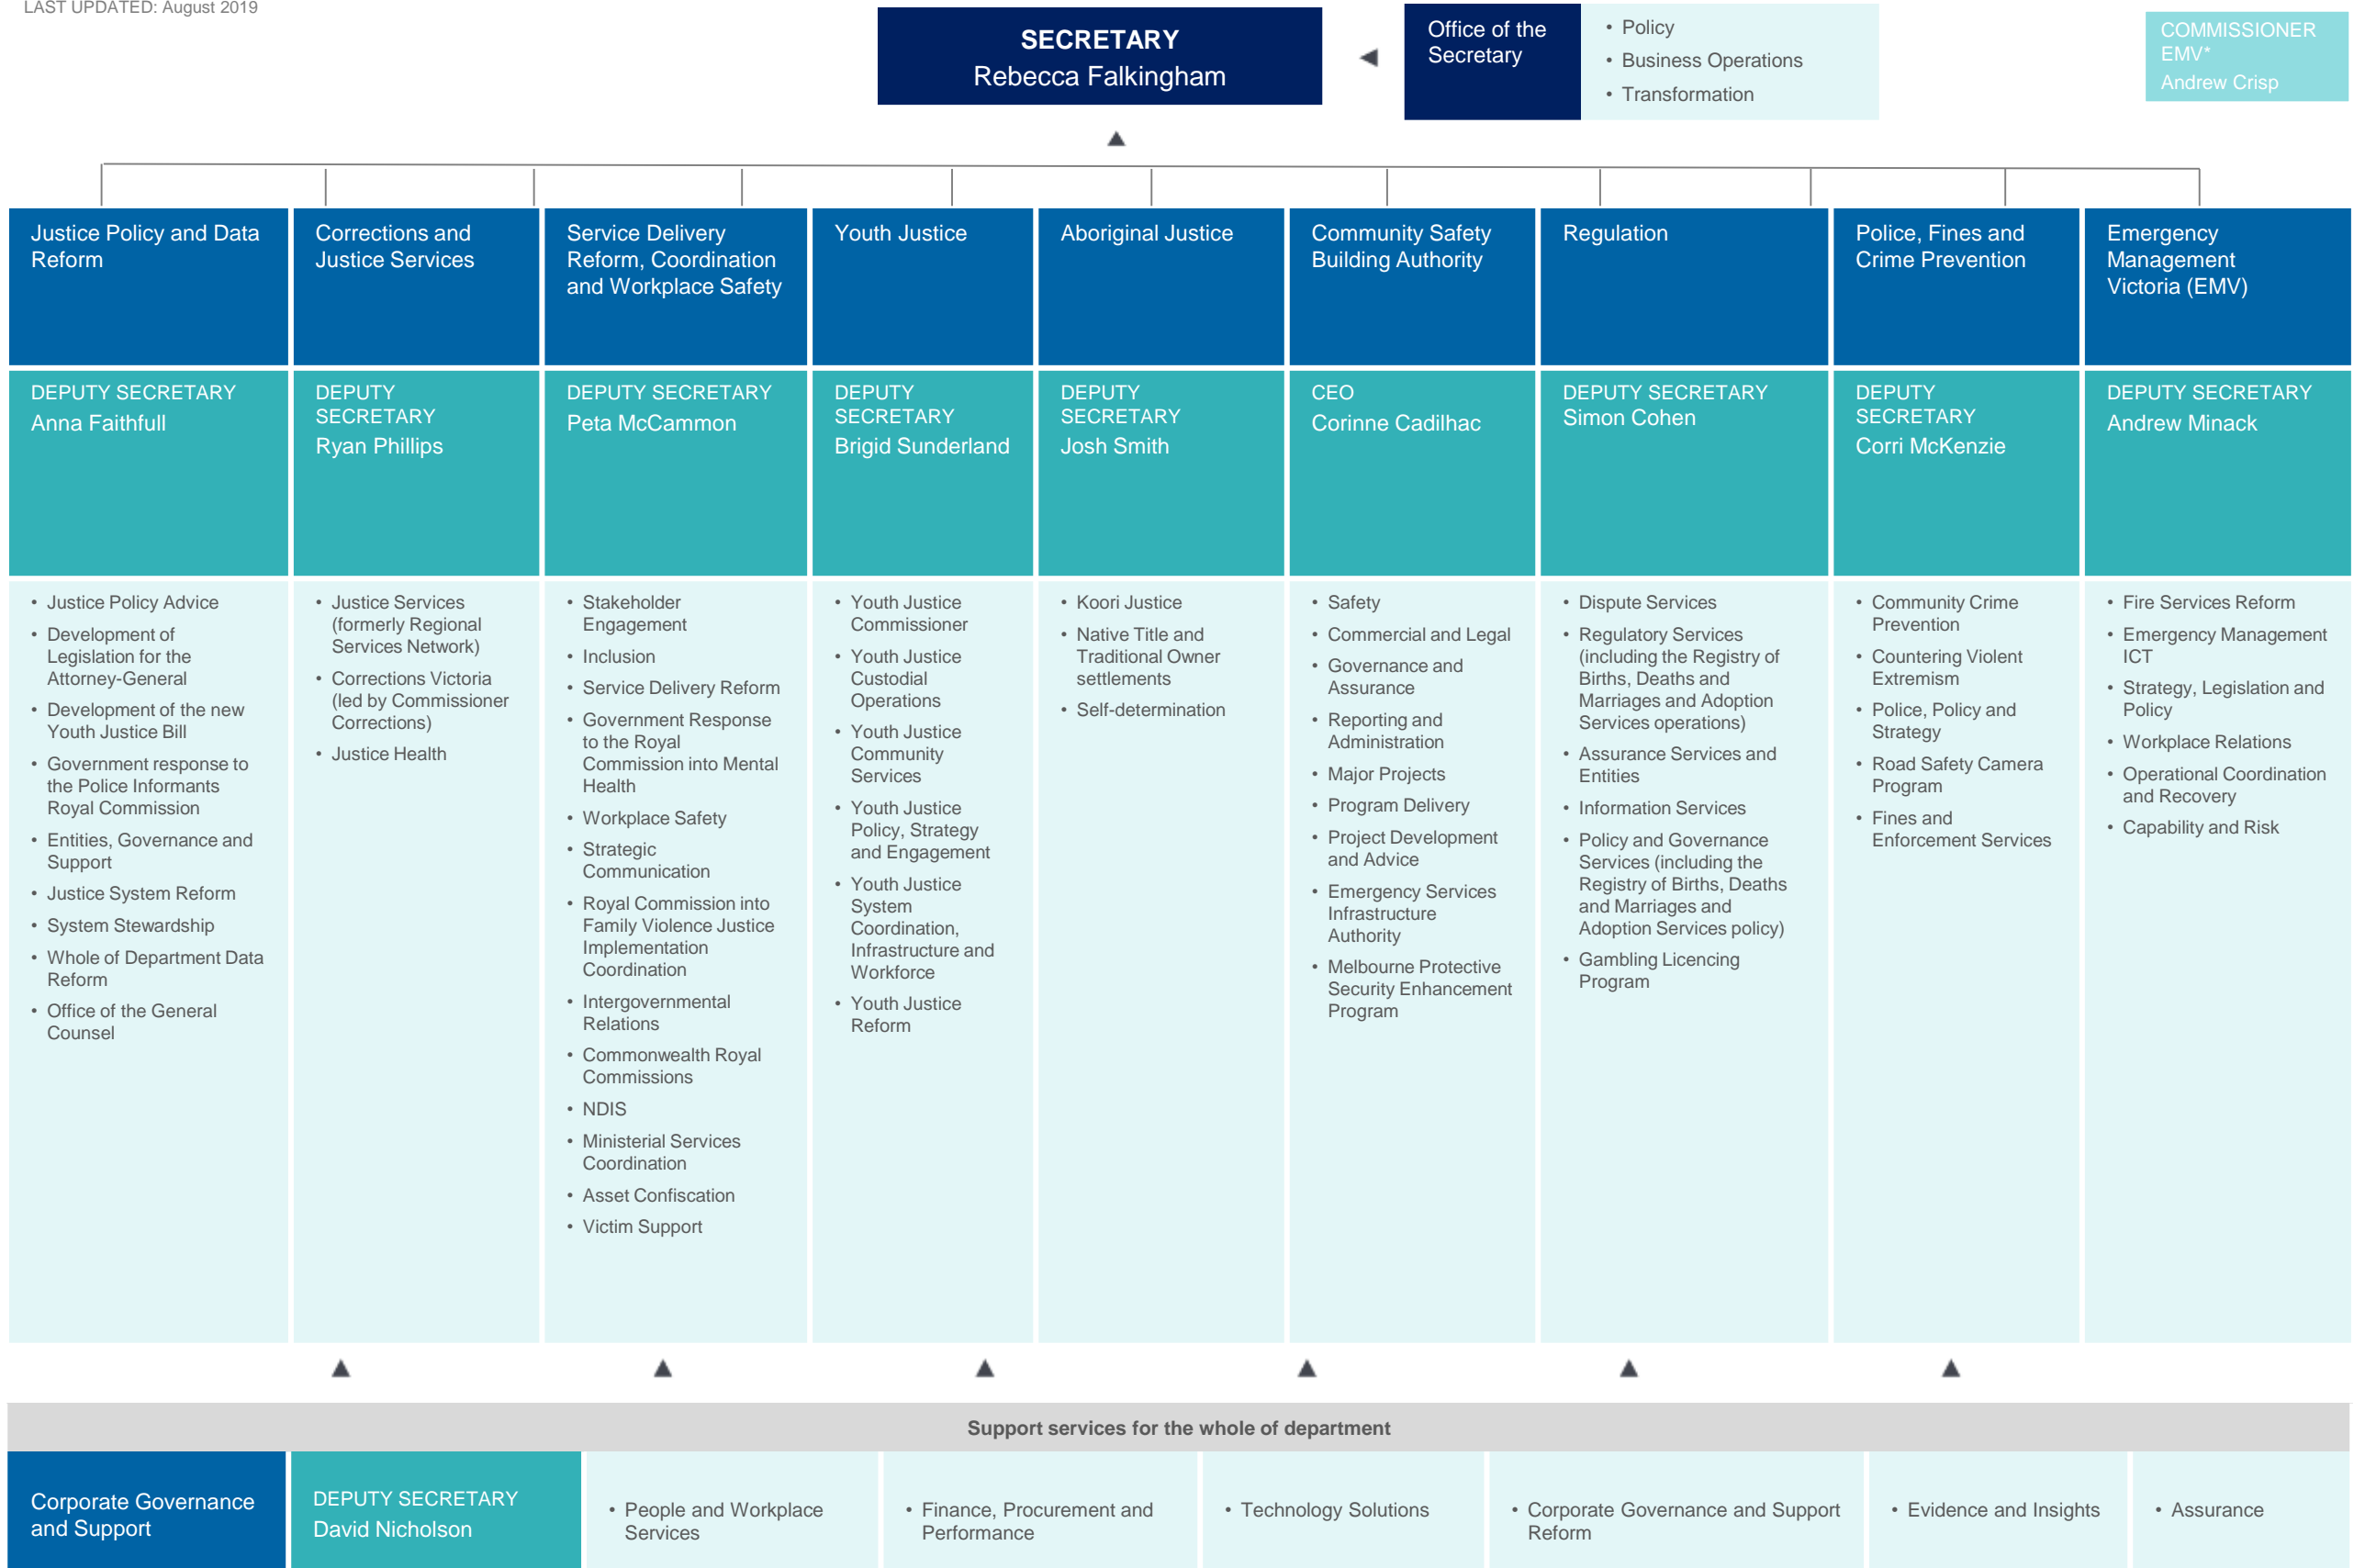 LAST UPDATED: August 2019
SECRETARY
Rebecca Falkingham
Office of the
Secretary
• Policy
• Business Operations
• Transformation
COMMISSIONER
EMV*
Andrew Crisp
Justice Policy and Data
Reform
DEPUTY SECRETARY
Anna Faithfull
• Justice Policy Advice
• Development of
Legislation for the
Attorney-General
• Development of the new
Youth Justice Bill
• Government response to
the Police Informants
Royal Commission
• Entities, Governance and
Support
• Justice System Reform
• System Stewardship
• Whole of Department Data
Reform
• Office of the General
Counsel
Corrections and
Justice Services
DEPUTY
SECRETARY
Ryan Phillips
• Justice Services
(formerly Regional
Services Network)
• Corrections Victoria
(led by Commissioner
Corrections)
• Justice Health
Service Delivery
Reform, Coordination
and Workplace Safety
DEPUTY SECRETARY
Peta McCammon
• Stakeholder
Engagement
• Inclusion
• Service Delivery Reform
• Government Response
to the Royal
Commission into Mental
Health
• Workplace Safety
• Strategic
Communication
• Royal Commission into
Family Violence Justice
Implementation
Coordination
• Intergovernmental
Relations
• Commonwealth Royal
Commissions
• NDIS
• Ministerial Services
Coordination
• Asset Confiscation
• Victim Support
Youth Justice
DEPUTY
SECRETARY
Brigid Sunderland
• Youth Justice
Commissioner
• Youth Justice
Custodial
Operations
• Youth Justice
Community
Services
• Youth Justice
Policy, Strategy
and Engagement
• Youth Justice
System
Coordination,
Infrastructure and
Workforce
• Youth Justice
Reform
Aboriginal Justice
DEPUTY
SECRETARY
Josh Smith
• Koori Justice
• Native Title and
Traditional Owner
settlements
• Self-determination
Community Safety
Building Authority
CEO
Corinne Cadilhac
• Safety
• Commercial and Legal
• Governance and
Assurance
• Reporting and
Administration
• Major Projects
• Program Delivery
• Project Development
and Advice
• Emergency Services
Infrastructure
Authority
• Melbourne Protective
Security Enhancement
Program
Regulation
DEPUTY SECRETARY
Simon Cohen
• Dispute Services
• Regulatory Services
(including the Registry of
Births, Deaths and
Marriages and Adoption
Services operations)
• Assurance Services and
Entities
• Information Services
• Policy and Governance
Services (including the
Registry of Births, Deaths
and Marriages and
Adoption Services policy)
• Gambling Licencing
Program
Police, Fines and
Crime Prevention
DEPUTY
SECRETARY
Corri McKenzie
• Community Crime
Prevention
• Countering Violent
Extremism
• Police, Policy and
Strategy
• Road Safety Camera
Program
• Fines and
Enforcement Services
Emergency
Management
Victoria (EMV)
DEPUTY SECRETARY
Andrew Minack
• Fire Services Reform
• Emergency Management
ICT
• Strategy, Legislation and
Policy
• Workplace Relations
• Operational Coordination
and Recovery
• Capability and Risk
Support services for the whole of department
Corporate Governance
and Support
DEPUTY SECRETARY
David Nicholson
• People and Workplace
Services
• Finance, Procurement and
Performance
• Technology Solutions
• Corporate Governance and Support
Reform
• Evidence and Insights
• Assurance